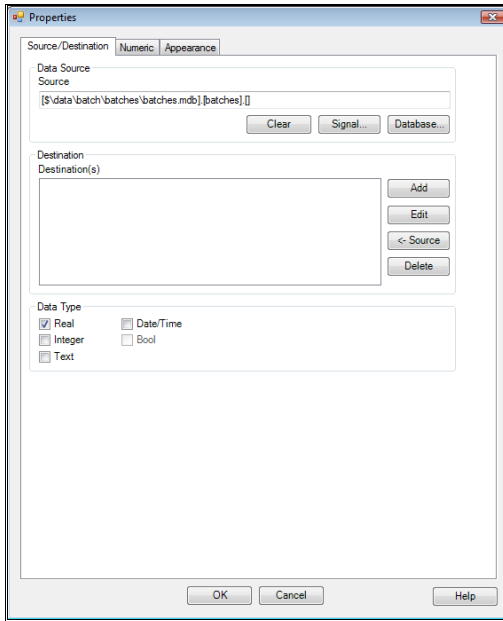 Properties
Source/Destination Numeric Appearance
Data Source
Source
[$\data\batch\batches\batches.mdb].[batches].[]
Clear Signal... Database...
Destination
Destination(s)
Add
Edit
<- Source
Delete
Data Type
Real Date/Time
Integer Bool
Text
OK Cancel Help